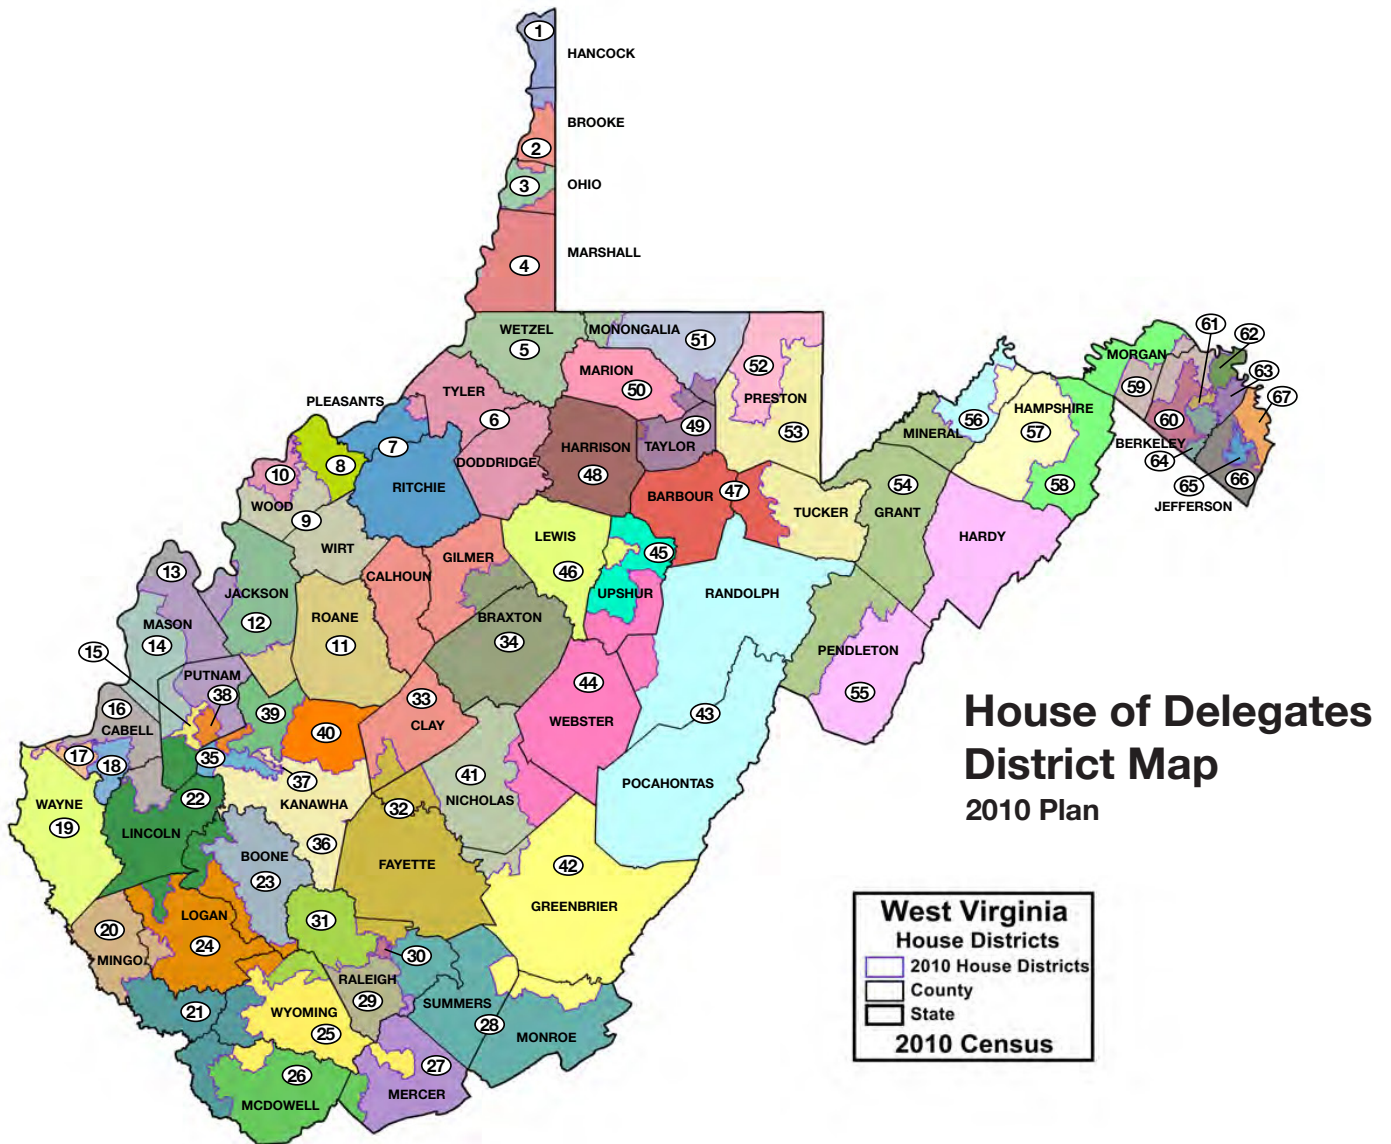 1
HANCOCK
BROOKE
2
OHIO
3
MARSHALL
4
WETZEL
5
MONONGALIA
51
61
62
MORGAN
52
MARION
50
59
63
67
TYLER
PLEASANTS
PRESTON
56
HAMPSHIRE
57
6
49
60
7
HARRISON
TAYLOR
53
MINERAL
BERKELEY
64
8
DODDRIDGE
48
10
RITCHIE
54
58
65
66
BARBOUR
47
JEFFERSON
WOOD
9
TUCKER
GRANT
LEWIS
HARDY
WIRT
GILMER
45
13
CALHOUN
46
JACKSON
UPSHUR
RANDOLPH
MASON
12
ROANE
BRAXTON
14
11
34
15
PENDLETON
PUTNAM
38
44
55
16
33
39
43
CABELL
CLAY
WEBSTER
House of Delegates
District Map
2010 Plan
40
17
18
35
37
41
POCAHONTAS
22
KANAWHA
NICHOLAS
WAYNE
19
32
LINCOLN
36
BOONE
FAYETTE
42
23
GREENBRIER
LOGAN
31
20
24
30
MINGO
RALEIGH
29
SUMMERS
21
WYOMING
25
28
MONROE
27
26
MERCER
MCDOWELL
West Virginia
House Districts
2010 House Districts
County
State
2010 Census